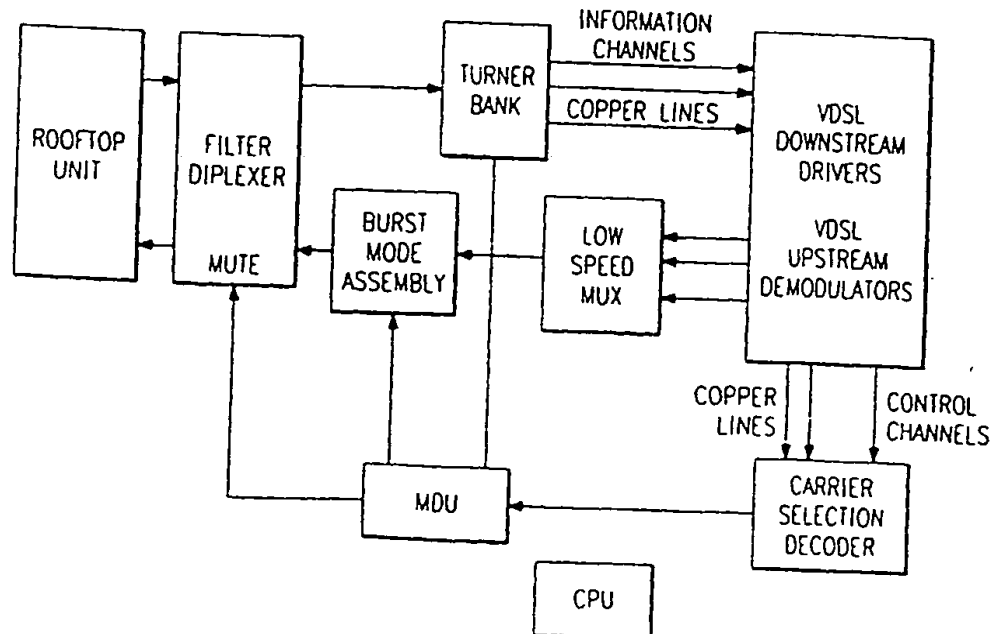 INFORMATION
CHANNELS
TURNER
BANK
COPPER LINES
ROOFTOP
UNIT
FILTER
DIPLEXER
MUTE
BURST
MODE
ASSEMBLY
LOW
SPEED
MUX
VDSL
DOWNSTREAM
DRIVERS
VDSL
UPSTREAM
DEMODULATORS
COPPER
LINES
CONTROL
CHANNELS
MDU
CARRIER
SELECTION
DECODER
CPU